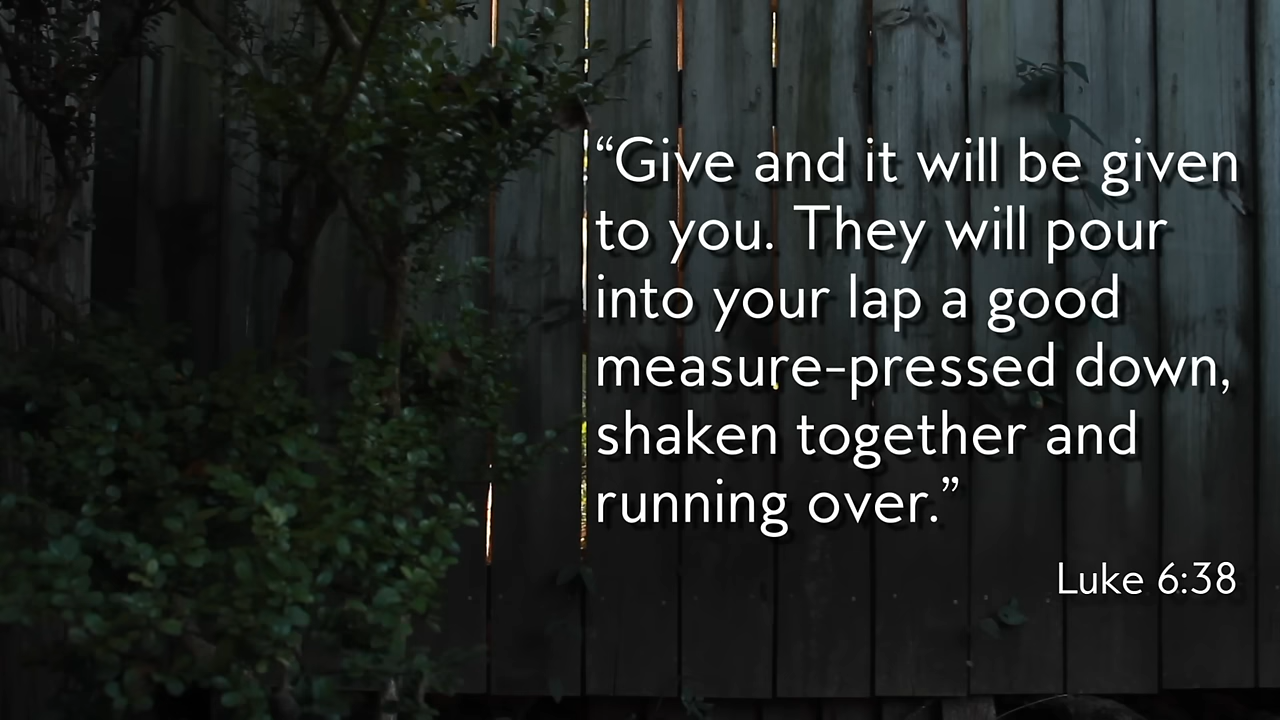 “Give and it will be given
to you. They will pour
into your lap a good
measure-pressed down,
shaken together and
running over.”
Luke 6:38